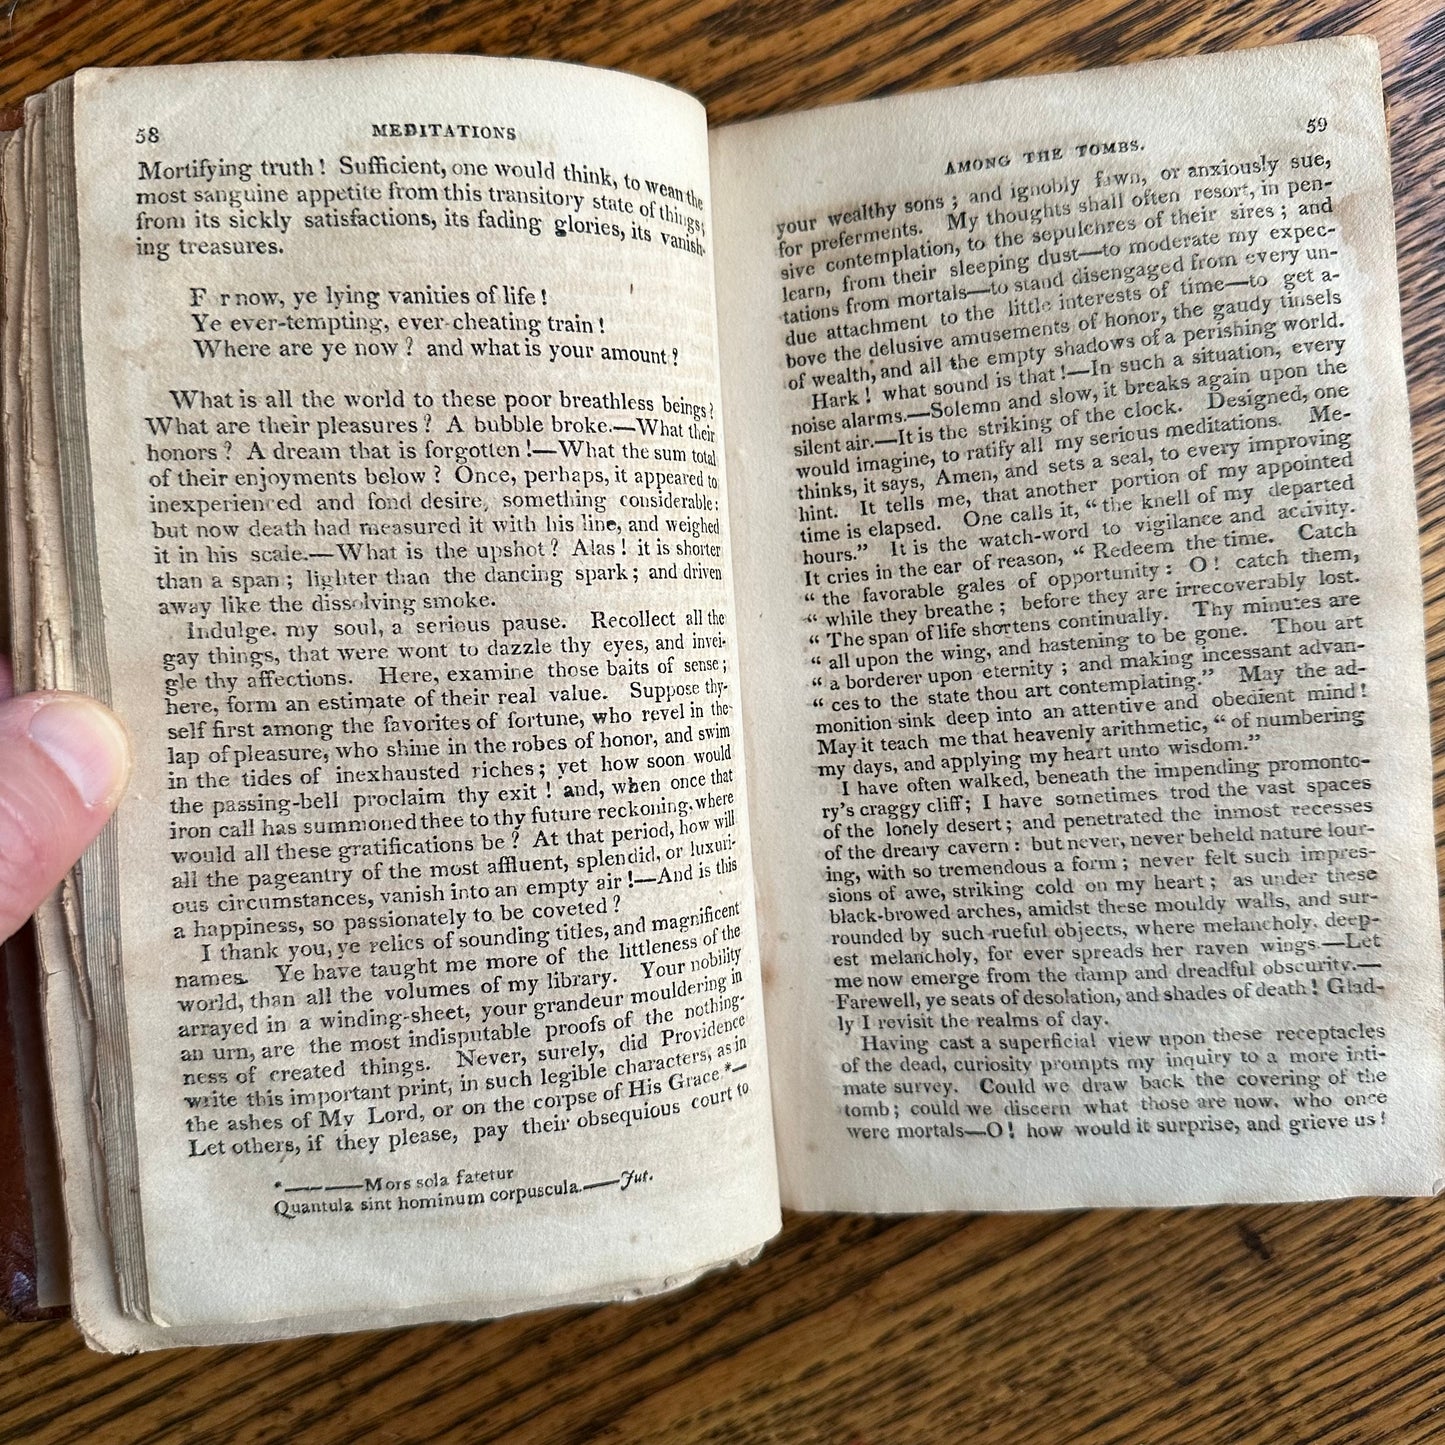 58
MEDITATIONS
Mortifying truth! Sufficient, one would think, to wean the
most sanguine appetite from this transitory state of things;
from its sickly satisfactions, its fading glories, its vanish-
ing treasures.
F r now, ye lying vanities of life!
Ye ever-tempting, ever-cheating train!
Where are ye now? and what is your amount?
What is all the world to these poor breathless beings?
What are their pleasures? A bubble broke.—What their
honors? A dream that is forgotten!—What the sum total
of their enjoyments below? Once, perhaps, it appeared to
inexperienced and fond desire, something considerable:
but now death had measured it with his line, and weighed
it in his scale.—What is the upshot? Alas! it is shorter
than a span; lighter than the dancing spark; and driven
away like the dissolving smoke.
Indulge. my soul, a serious pause. Recollect all the
gay things, that were wont to dazzle thy eyes, and invei-
gle thy affections. Here, examine those baits of sense;
here, form an estimate of their real value. Suppose thy-
self first among the favorites of fortune, who revel in the
lap of pleasure, who shine in the robes of honor, and swim
in the tides of inexhausted riches; yet how soon would
the passing-bell proclaim thy exit! and, when once that
iron call has summoned thee to thy future reckoning, where
would all these gratifications be? At that period, how will
all the pageantry of the most affluent, splendid, or luxuri-
ous circumstances, vanish into an empty air!—And is this
a happiness, so passionately to be coveted?
I thank you, ye relics of sounding titles, and magnificent
names. Ye have taught me more of the littleness of the
world, than all the volumes of my library. Your nobility
arrayed in a winding-sheet, your grandeur mouldering in
an urn, are the most indisputable proofs of the nothing-
ness of created things. Never, surely, did Providence
write this important print, in such legible characters, as in
the ashes of My Lord, or on the corpse of His Grace.*—
Let others, if they please, pay their obsequious court to
*———Mors sola fatetur
Quantula sint hominum corpuscula.——Jut.
59
AMONG THE TOMBS.
your wealthy sons; and ignobly fawn, or anxiously sue,
for preferments. My thoughts shall often resort, in pen-
sive contemplation, to the sepulchres of their sires; and
learn, from their sleeping dust—to moderate my expec-
tations from mortals—to stand disengaged from every un-
due attachment to the little interests of time—to get a-
bove the delusive amusements of honor, the gaudy tinsels
of wealth, and all the empty shadows of a perishing world.
Hark! what sound is that!—In such a situation, every
noise alarms.—Solemn and slow, it breaks again upon the
silent air.—It is the striking of the clock. Designed, one
would imagine, to ratify all my serious meditations. Me-
thinks, it says, Amen, and sets a seal, to every improving
hint. It tells me, that another portion of my appointed
time is elapsed. One calls it, "the knell of my departed
hours." It is the watch-word to vigilance and activity.
It cries in the ear of reason, "Redeem the time. Catch
"the favorable gales of opportunity: O! catch them,
"while they breathe; before they are irrecoverably lost.
"The span of life shortens continually. Thy minutes are
"all upon the wing, and hastening to be gone. Thou art
"a borderer upon eternity; and making incessant advan-
"ces to the state thou art contemplating." May the ad-
monition sink deep into an attentive and obedient mind!
May it teach me that heavenly arithmetic, "of numbering
my days, and applying my heart unto wisdom."
I have often walked, beneath the impending promonto-
ry's craggy cliff; I have sometimes trod the vast spaces
of the lonely desert; and penetrated the inmost recesses
of the dreary cavern: but never, never beheld nature lour-
ing, with so tremendous a form; never felt such impres-
sions of awe, striking cold on my heart; as under these
black-browed arches, amidst these mouldy walls, and sur-
rounded by such rueful objects, where melancholy, deep-
est melancholy, for ever spreads her raven wings.—Let
me now emerge from the damp and dreadful obscurity.—
Farewell, ye seats of desolation, and shades of death! Glad-
ly I revisit the realms of day.
Having cast a superficial view upon these receptacles
of the dead, curiosity prompts my inquiry to a more inti-
mate survey. Could we draw back the covering of the
tomb; could we discern what those are now, who once
were mortals—O! how would it surprise, and grieve us!